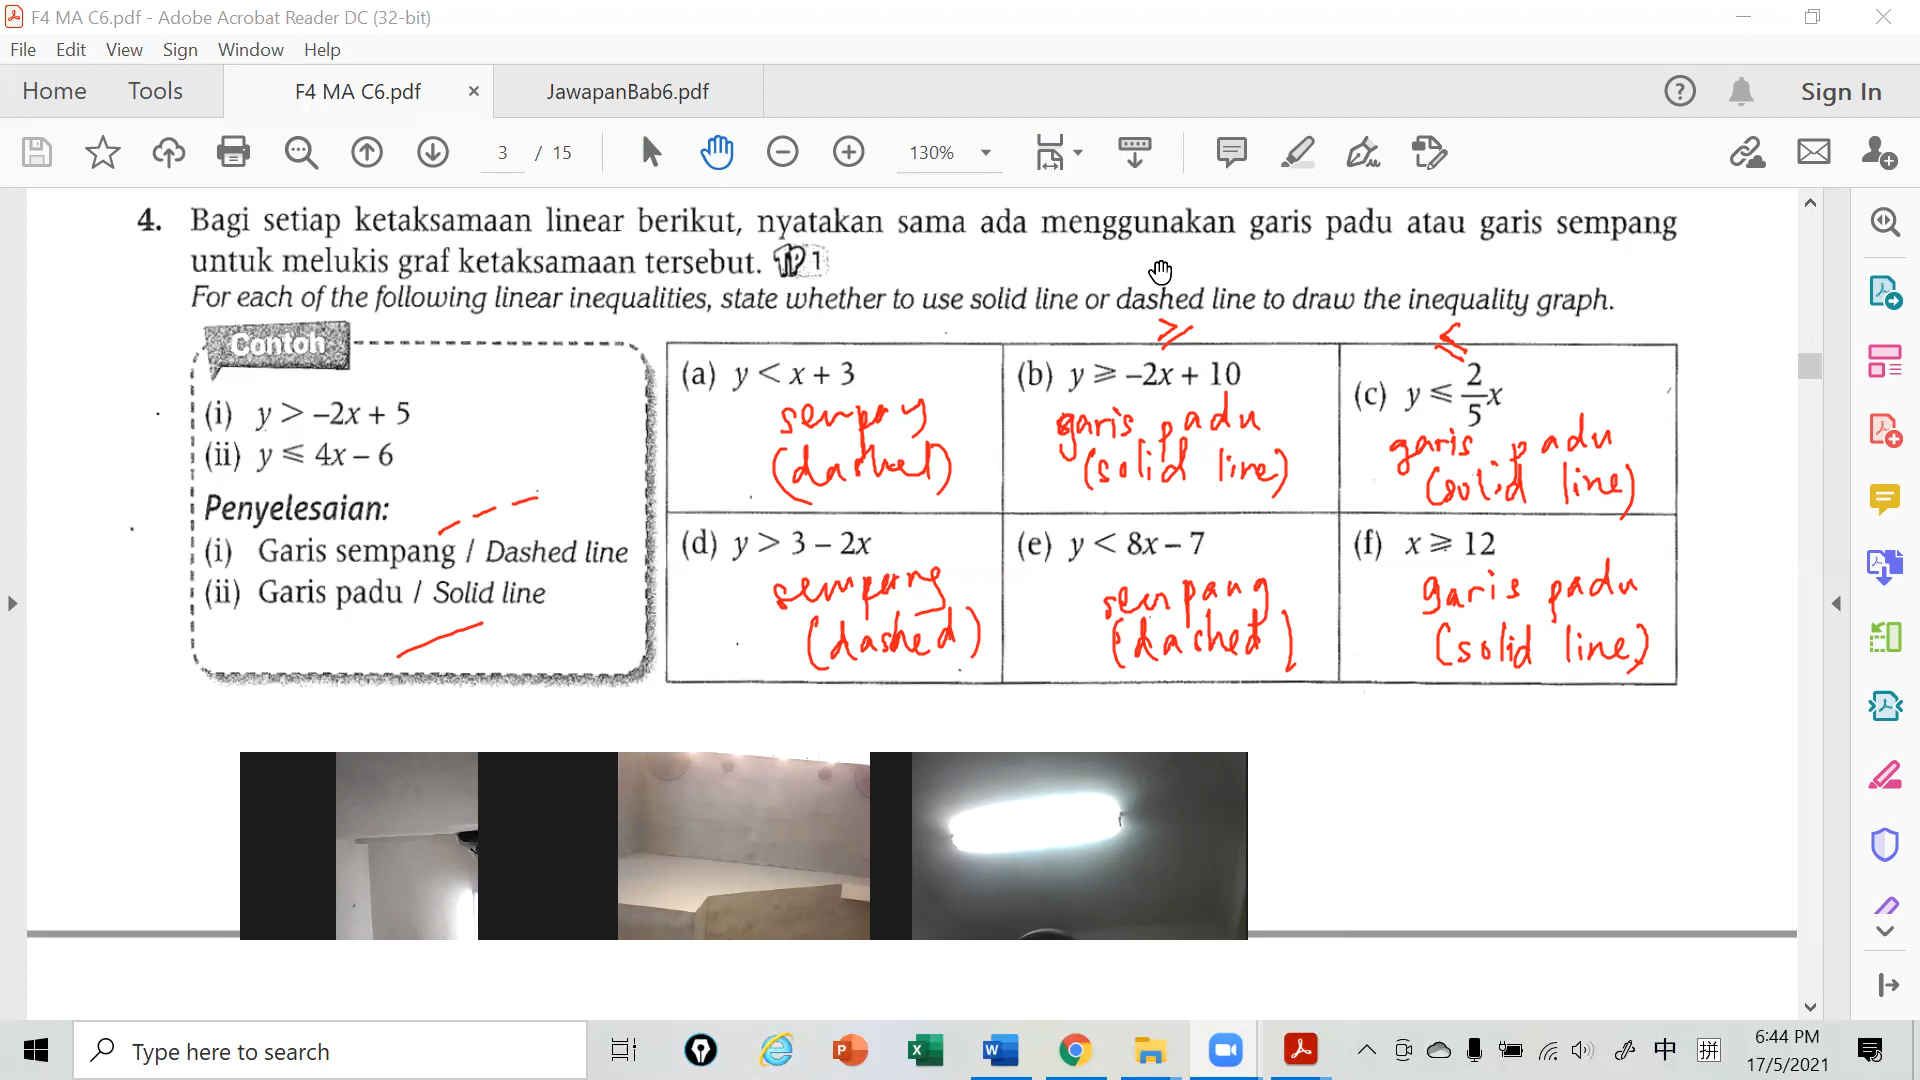 F4 MA C6.pdf - Adobe Acrobat Reader DC (32-bit)
File Edit View Sign Window Help
Home Tools F4 MA C6.pdf × JawapanBab6.pdf Sign In
3 / 15 130%
4. Bagi setiap ketaksamaan linear berikut, nyatakan sama ada menggunakan garis padu atau garis sempang
untuk melukis graf ketaksamaan tersebut. TP 1
For each of the following linear inequalities, state whether to use solid line or dashed line to draw the inequality graph.
Contoh
(i) y > –2x + 5
(ii) y ⩽ 4x – 6
Penyelesaian:
(i) Garis sempang / Dashed line
(ii) Garis padu / Solid line
(a) y < x + 3
sempay
(dashed)
⩾
(b) y ⩾ –2x + 10
garis padu
(solid line)
≤
(c) y ⩽ 2/5 x
garis padu
(solid line)
(d) y > 3 – 2x
sempang
(dashed)
(e) y < 8x – 7
sempang
(dashed)
(f) x ⩾ 12
garis padu
(solid line)
Type here to search
中 拼
6:44 PM
17/5/2021